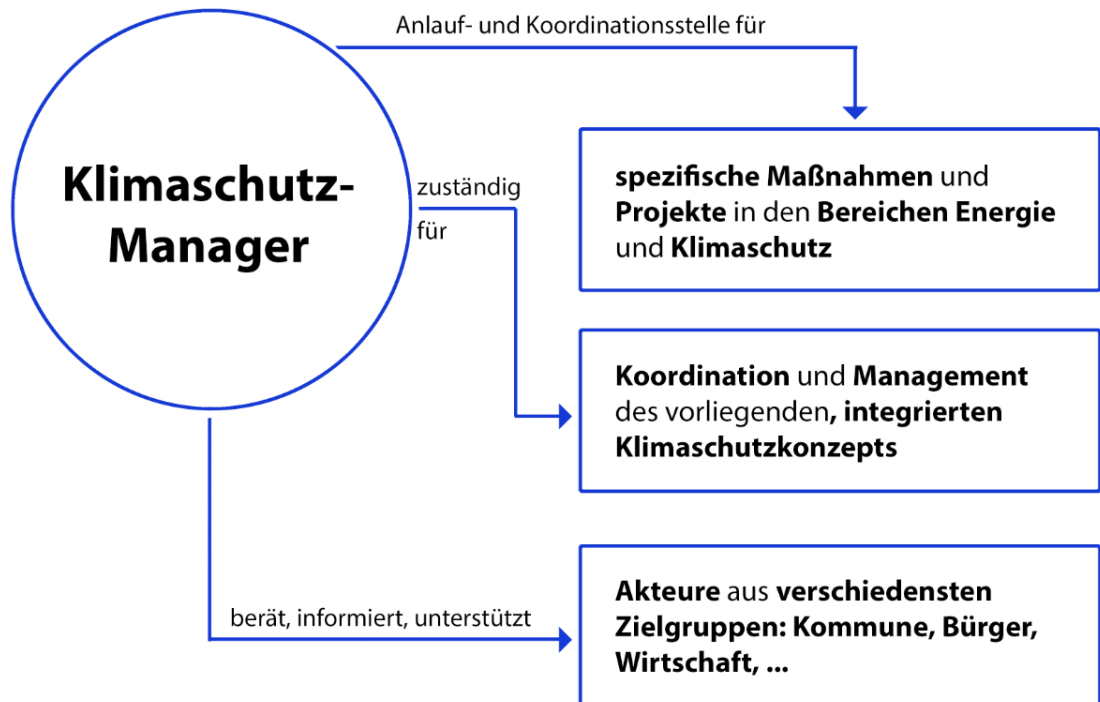 Anlauf- und Koordinationsstelle für
Klimaschutz-
Manager
zuständig
für
spezifische Maßnahmen und
Projekte in den Bereichen Energie
und Klimaschutz
Koordination und Management
des vorliegenden, integrierten
Klimaschutzkonzepts
berät, informiert, unterstützt
Akteure aus verschiedensten
Zielgruppen: Kommune, Bürger,
Wirtschaft, ...